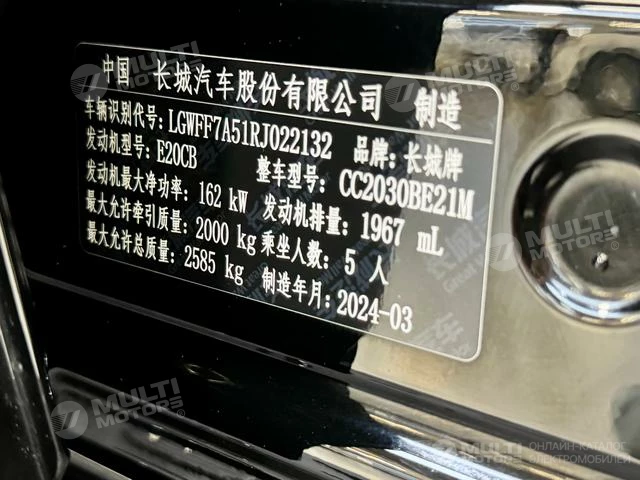 中国 长城汽车股份有限公司 制造
车辆识别代号: LGWFF7A51RJ022132 品牌: 长城牌
发动机型号: E20CB 整车型号: CC2030BE21M
发动机最大净功率: 162 kW 发动机排量: 1967 mL
最大允许牵引质量: 2000 kg 乘坐人数: 5 人
最大允许总质量: 2585 kg 制造年月: 2024-03
MULTI MOTORS
MULTI MOTORS
MULTI MOTORS
MULTI MOTORS
ОНЛАЙН-КАТАЛОГ
ЭЛЕКТРОМОБИЛЕЙ